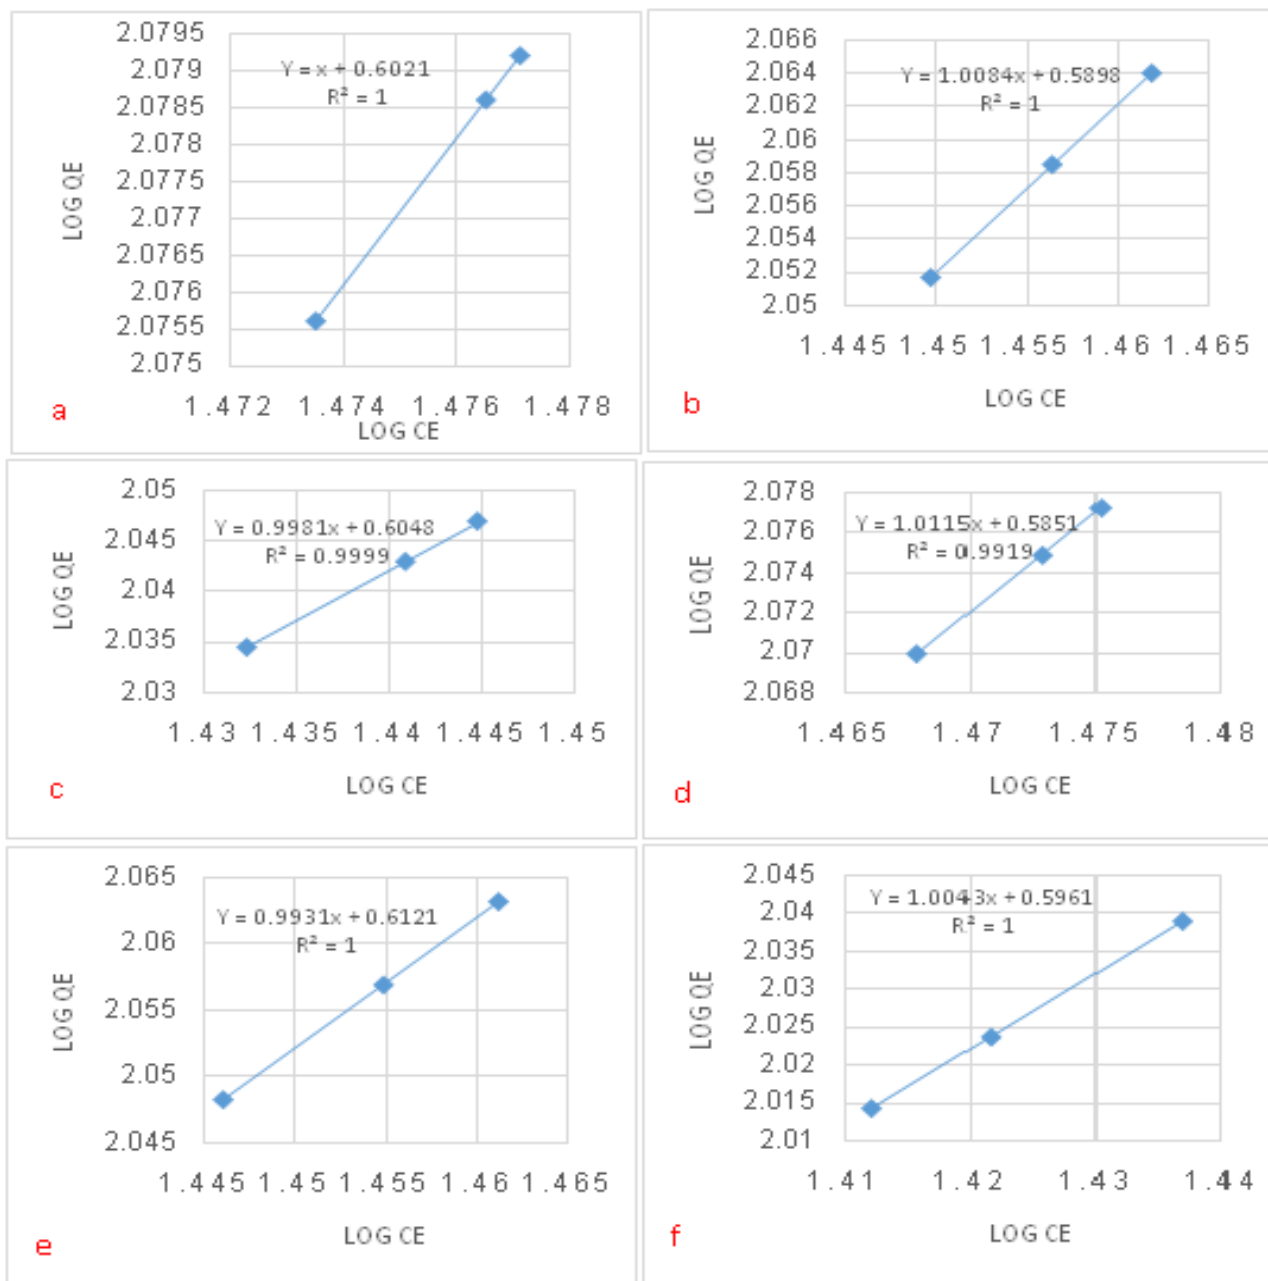 2.0795
2.079
2.0785
2.078
2.0775
2.077
2.0765
2.076
2.0755
2.075
Y = x + 0.6021
R² = 1
LOG QE
1.472 1.474 1.476 1.478
LOG CE
a
2.066
2.064
2.062
2.06
2.058
2.056
2.054
2.052
2.05
Y = 1.0084x + 0.5898
R² = 1
LOG QE
1.445 1.45 1.455 1.46 1.465
LOG CE
b
2.05
2.045
2.04
2.035
2.03
Y = 0.9981x + 0.6048
R² = 0.9999
LOG QE
1.43 1.435 1.44 1.445 1.45
LOG CE
c
2.078
2.076
2.074
2.072
2.07
2.068
Y = 1.0115x + 0.5851
R² = 0.9919
LOG QE
1.465 1.47 1.475 1.48
LOG CE
d
2.065
2.06
2.055
2.05
2.045
Y = 0.9931x + 0.6121
R² = 1
LOG QE
1.445 1.45 1.455 1.46 1.465
LOG CE
e
2.045
2.04
2.035
2.03
2.025
2.02
2.015
2.01
Y = 1.0043x + 0.5961
R² = 1
LOG QE
1.41 1.42 1.43 1.44
LOG CE
f